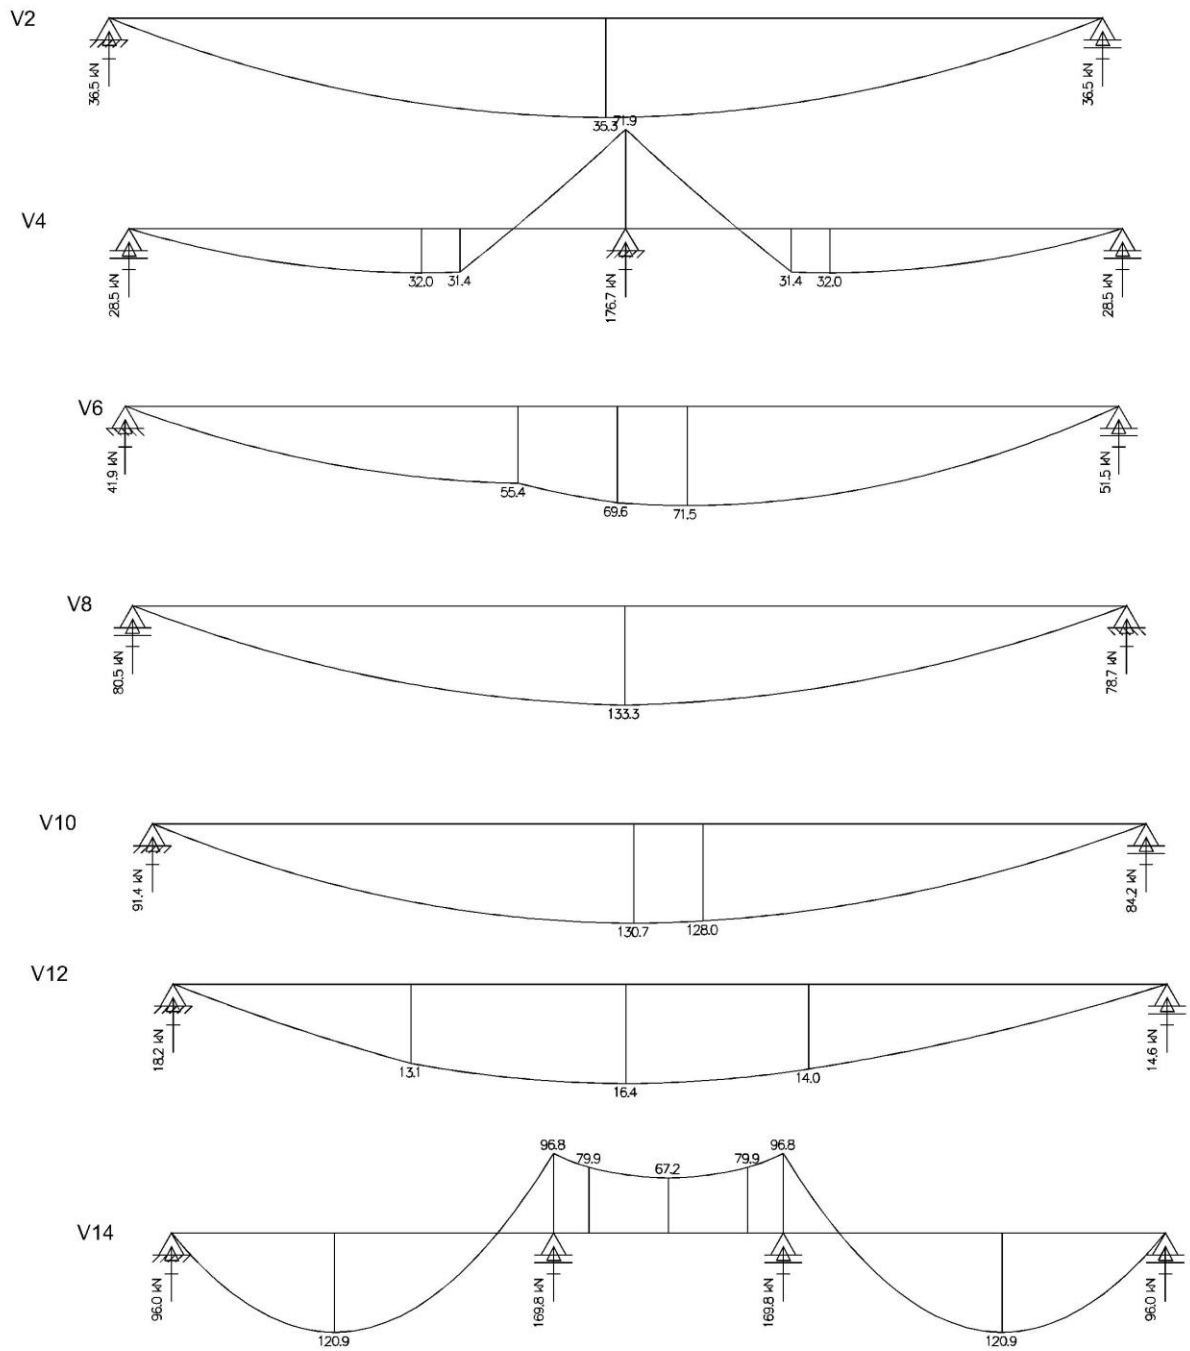 V2
36.5 kN
36.5 kN
35.3
71.9
V4
28.5 kN
32.0
31.4
176.7 kN
31.4
32.0
28.5 kN
V6
41.9 kN
55.4
69.6
71.5
51.5 kN
V8
80.5 kN
133.3
78.7 kN
V10
91.4 kN
130.7
128.0
84.2 kN
V12
18.2 kN
13.1
16.4
14.0
14.6 kN
96.8
79.9
67.2
79.9
96.8
V14
96.0 kN
120.9
169.8 kN
169.8 kN
120.9
96.0 kN